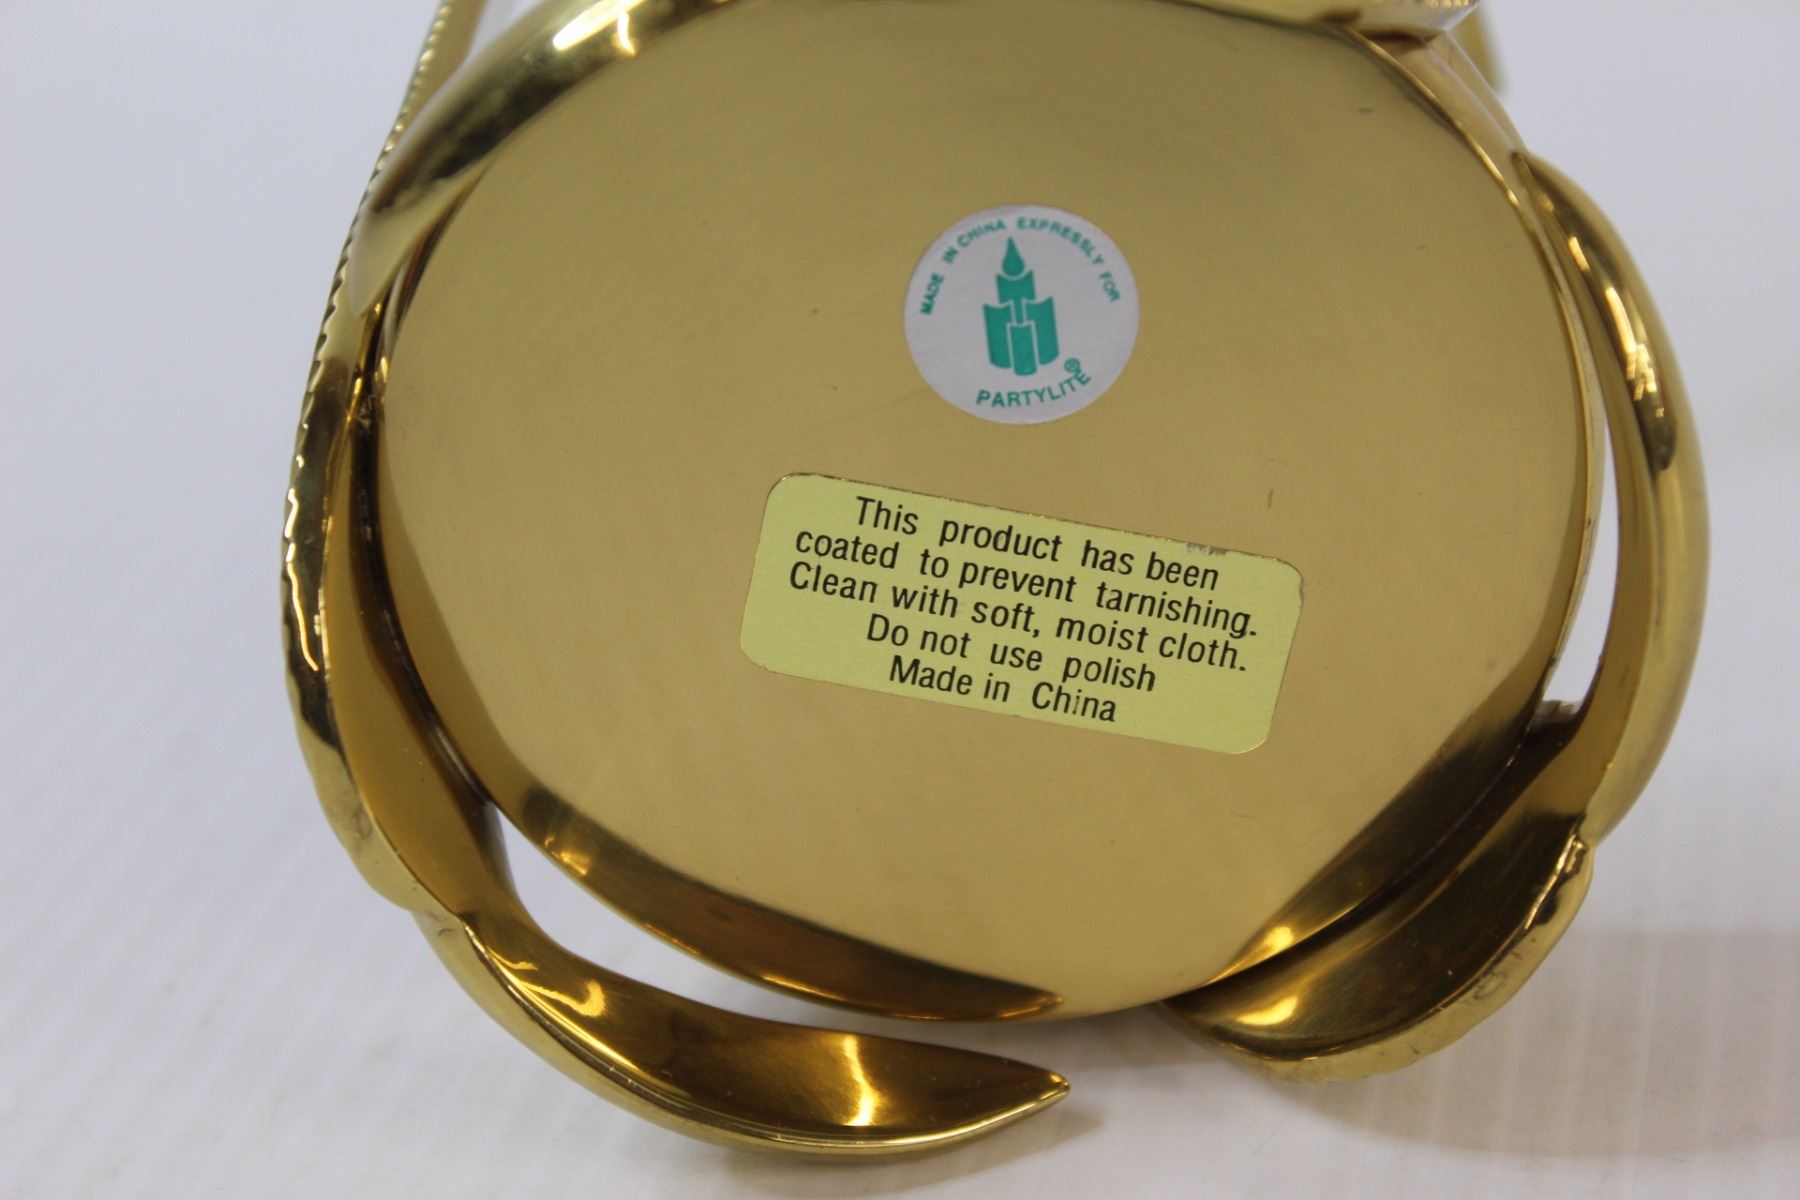 MADE IN CHINA EXPRESSLY FOR
PARTYLITE®
This product has been
coated to prevent tarnishing.
Clean with soft, moist cloth.
Do not use polish
Made in China